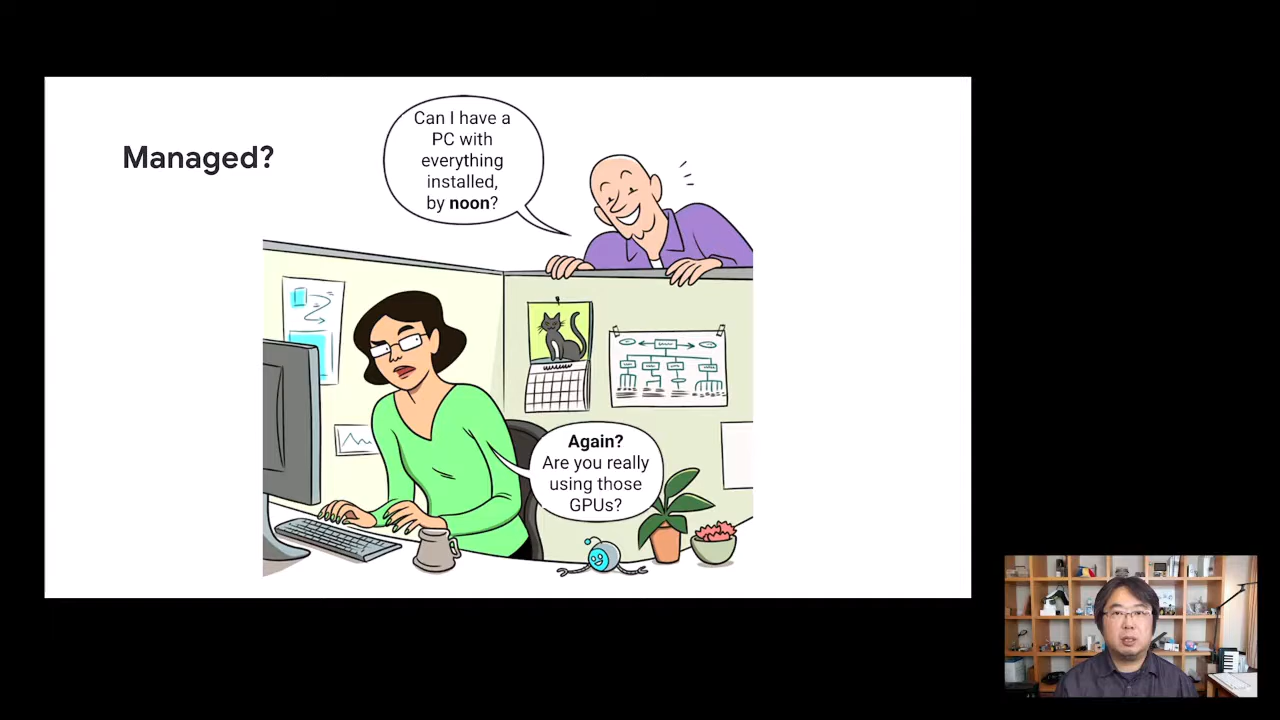 Managed?
Can I have a
PC with
everything
installed,
by noon?
Again?
Are you really
using those
GPUs?